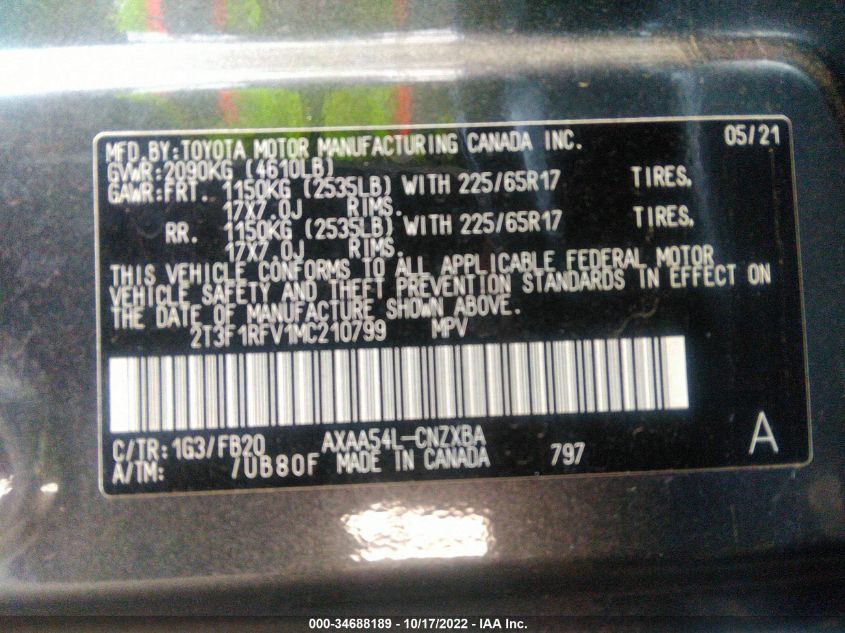 MFD.BY:TOYOTA MOTOR MANUFACTURING CANADA INC. 05/21
GVWR:2090KG (4610LB)
GAWR:FRT. 1150KG (2535LB) WITH 225/65R17 TIRES,
17X7.0J RIMS.
RR. 1150KG (2535LB) WITH 225/65R17 TIRES,
17X7.0J RIMS.
THIS VEHICLE CONFORMS TO ALL APPLICABLE FEDERAL MOTOR
VEHICLE SAFETY AND THEFT PREVENTION STANDARDS IN EFFECT ON
THE DATE OF MANUFACTURE SHOWN ABOVE.
2T3F1RFV1MC210799 MPV
C/TR: 1G3/FB20 AXAA54L-CNZXBA A
A/TM: /UB80F MADE IN CANADA 797
000-34688189 - 10/17/2022 - IAA Inc.